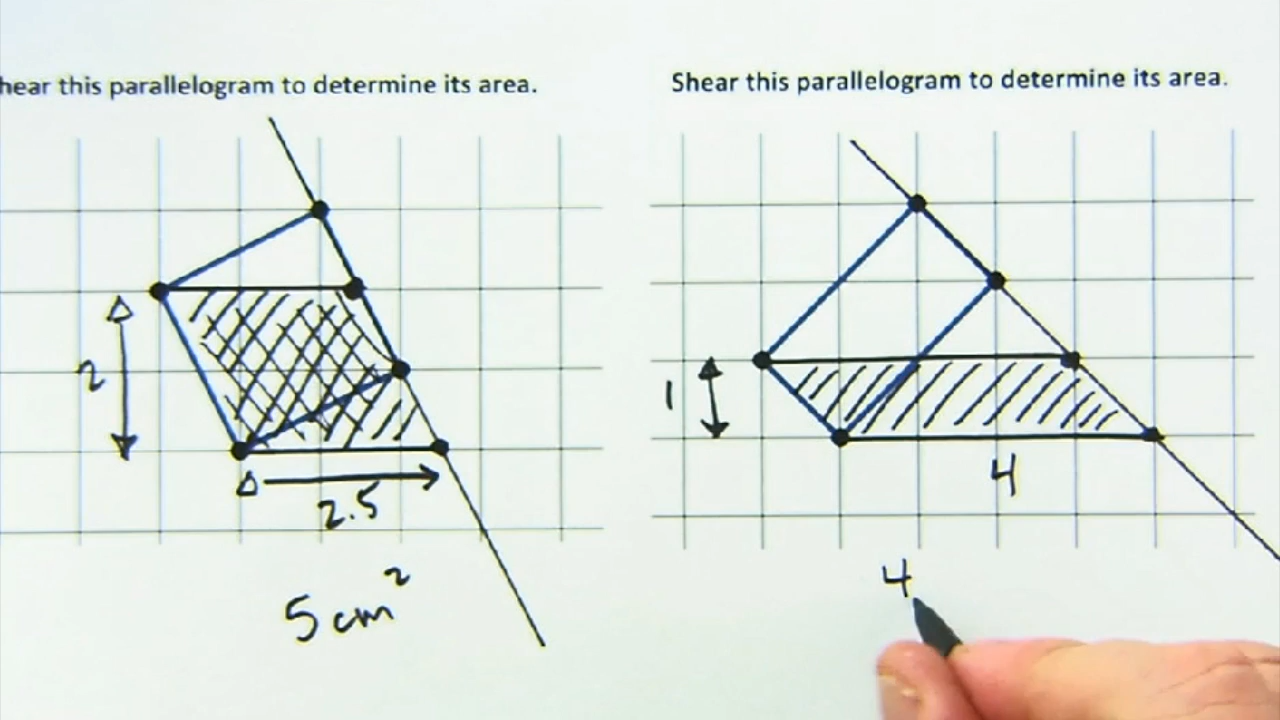 hear this parallelogram to determine its area.
2
2.5
5 cm²
Shear this parallelogram to determine its area.
1
4
4